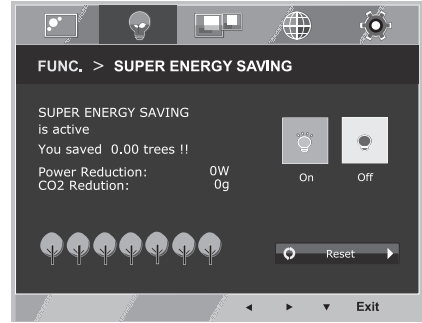 FUNC. > SUPER ENERGY SAVING
SUPER ENERGY SAVING
is active
You saved 0.00 trees !!
Power Reduction: 0W
CO2 Redution: 0g
On Off
Reset
Exit